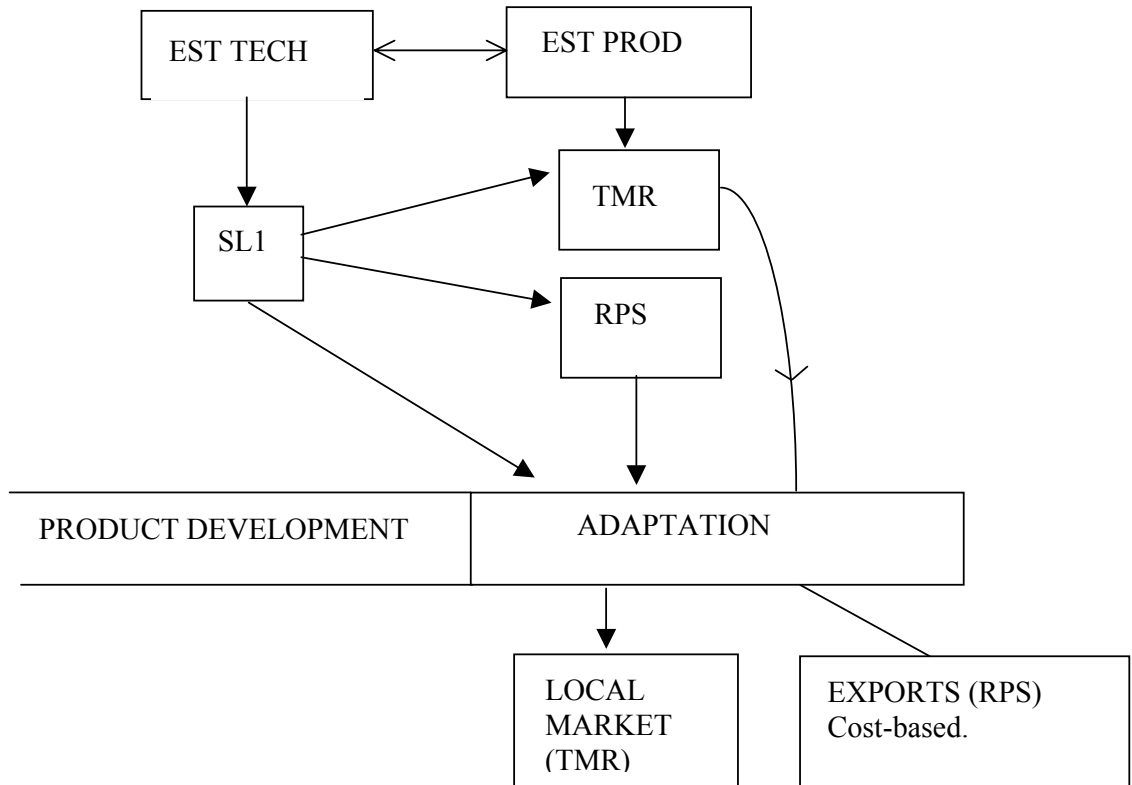 EST TECH
EST PROD
TMR
SL1
RPS
PRODUCT DEVELOPMENT
ADAPTATION
LOCAL
MARKET
(TMR)
EXPORTS (RPS)
Cost-based.